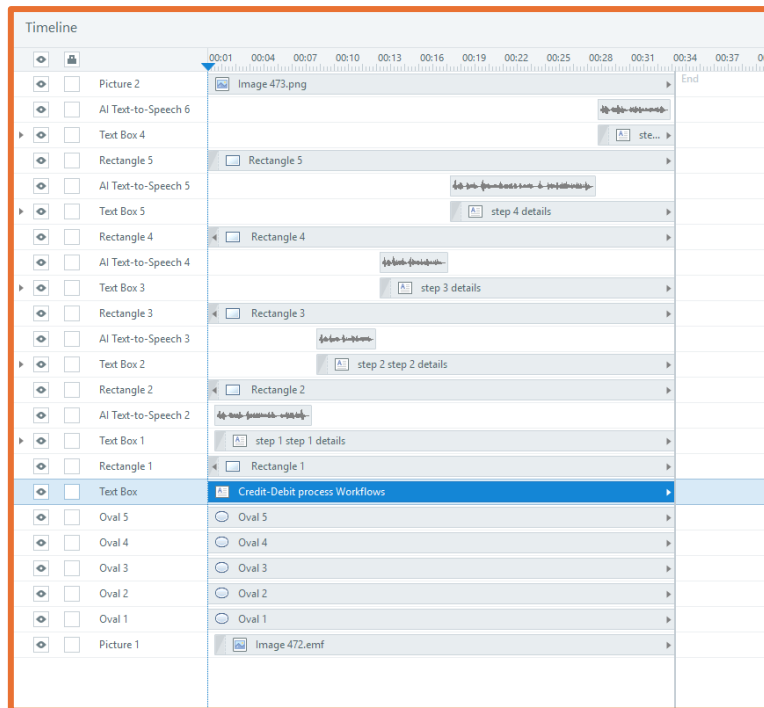 Timeline
00:01 00:04 00:07 00:10 00:13 00:16 00:19 00:22 00:25 00:28 00:31 00:34 00:37
Picture 2 Image 473.png End
AI Text-to-Speech 6
Text Box 4 ste...
Rectangle 5 Rectangle 5
AI Text-to-Speech 5
Text Box 5 step 4 details
Rectangle 4 Rectangle 4
AI Text-to-Speech 4
Text Box 3 step 3 details
Rectangle 3 Rectangle 3
AI Text-to-Speech 3
Text Box 2 step 2 step 2 details
Rectangle 2 Rectangle 2
AI Text-to-Speech 2
Text Box 1 step 1 step 1 details
Rectangle 1 Rectangle 1
Text Box Credit-Debit process Workflows
Oval 5 Oval 5
Oval 4 Oval 4
Oval 3 Oval 3
Oval 2 Oval 2
Oval 1 Oval 1
Picture 1 Image 472.emf